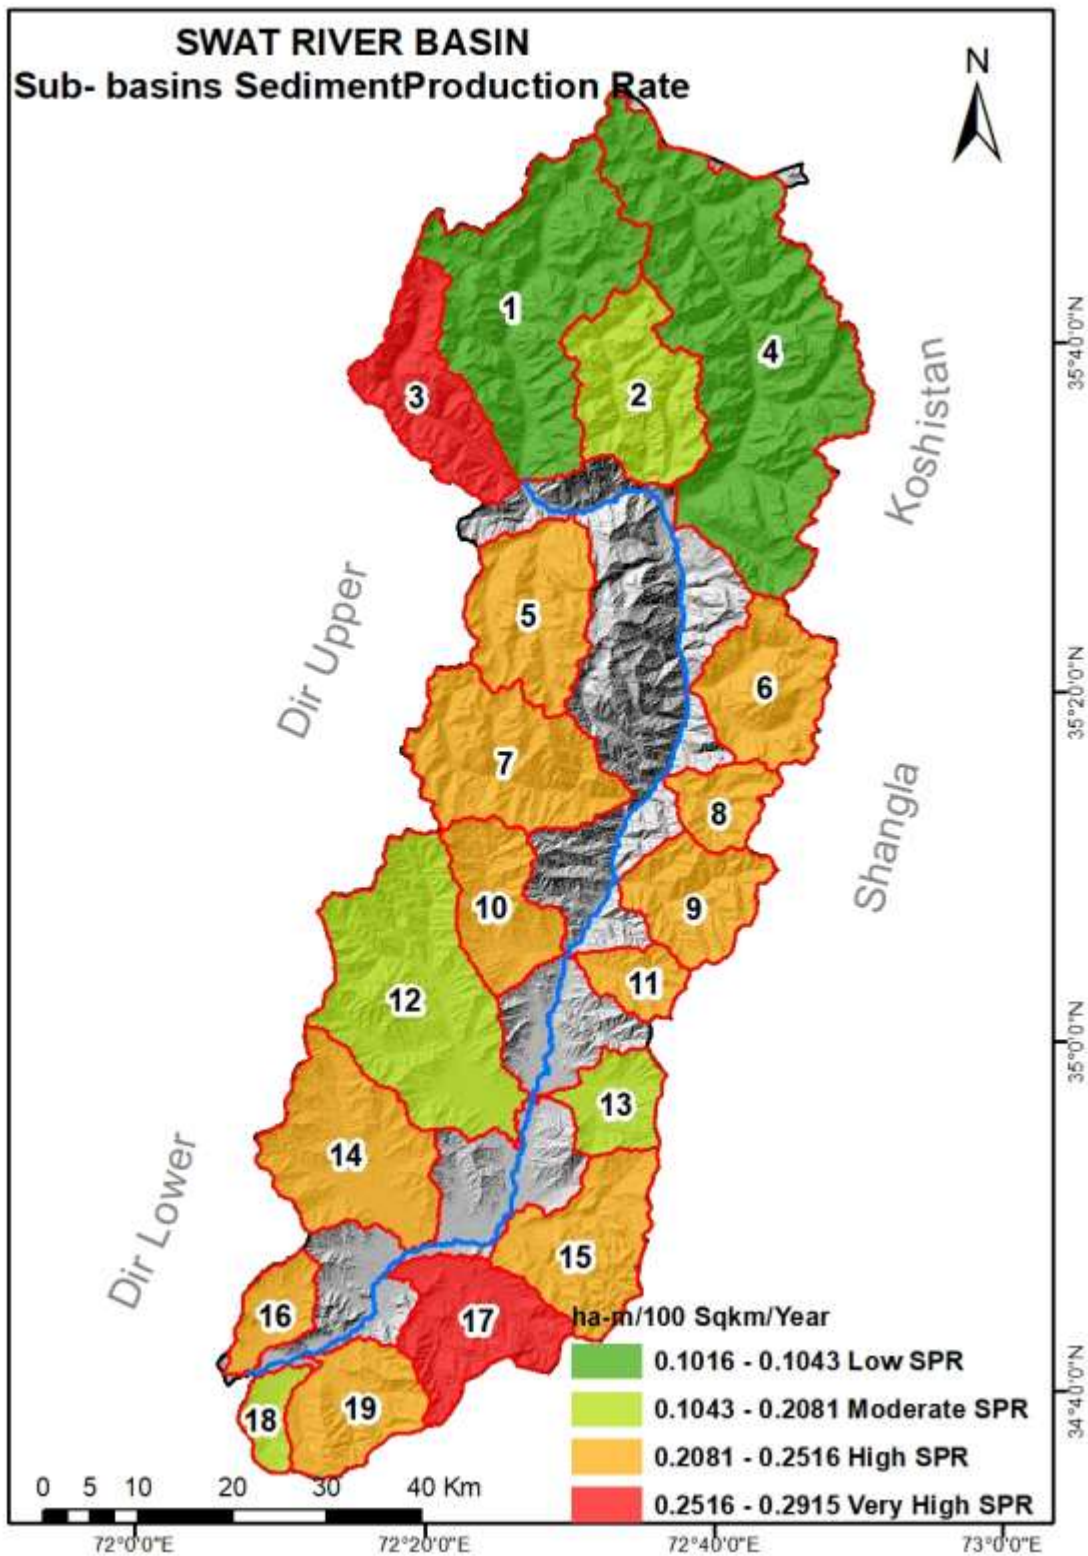 SWAT RIVER BASIN
Sub- basins SedimentProduction Rate
N
1
4
3
2
35°40'0"N
Koshistan
Dir Upper
5
6
35°20'0"N
7
8
Shangla
10
9
11
12
35°0'0"N
13
14
Dir Lower
15
16
17
ha-m/100 Sqkm/Year
0.1016 - 0.1043 Low SPR
18
19
34°40'0"N
0.1043 - 0.2081 Moderate SPR
0.2081 - 0.2516 High SPR
0 5 10 20 30 40 Km
0.2516 - 0.2915 Very High SPR
72°0'0"E 72°20'0"E 72°40'0"E 73°0'0"E